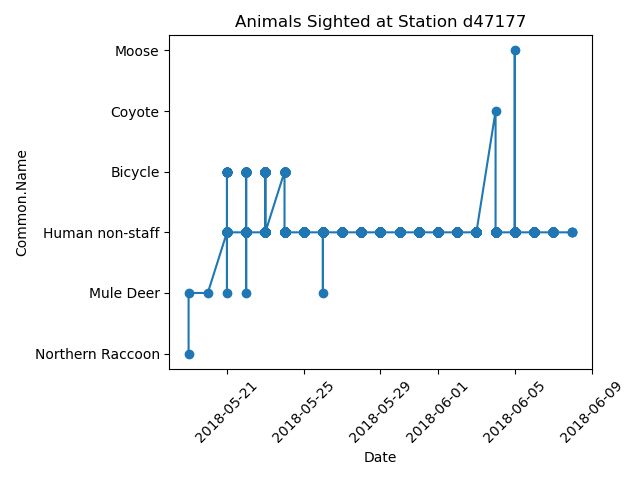 Animals Sighted at Station d47177
Moose
Coyote
Bicycle
Human non-staff
Mule Deer
Northern Raccoon
Common.Name
2018-05-21
2018-05-25
2018-05-29
2018-06-01
2018-06-05
2018-06-09
Date